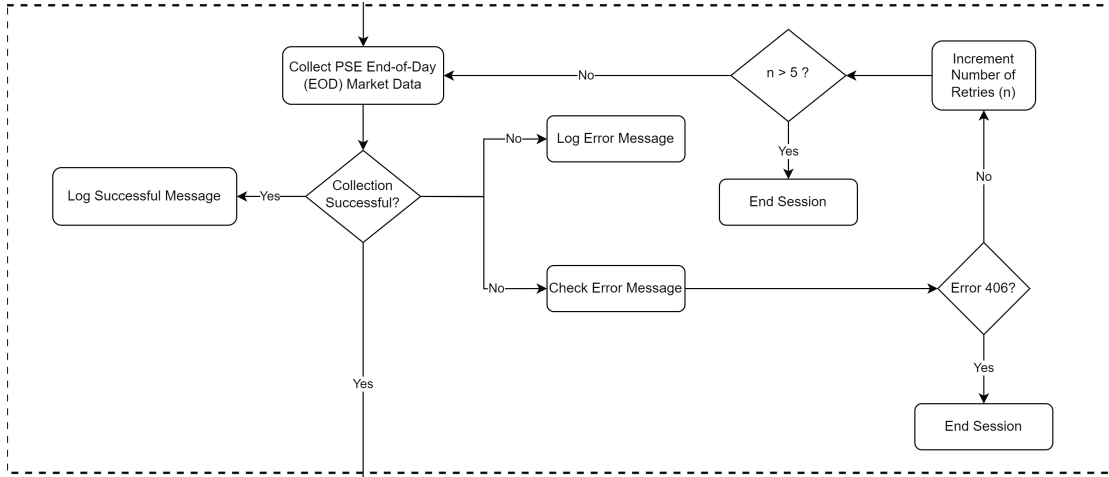 Collect PSE End-of-Day
(EOD) Market Data
No
n > 5 ?
Increment
Number of
Retries (n)
No
Log Error Message
Yes
Log Successful Message
Yes
Collection
Successful?
End Session
No
No
Check Error Message
Error 406?
Yes
Yes
End Session